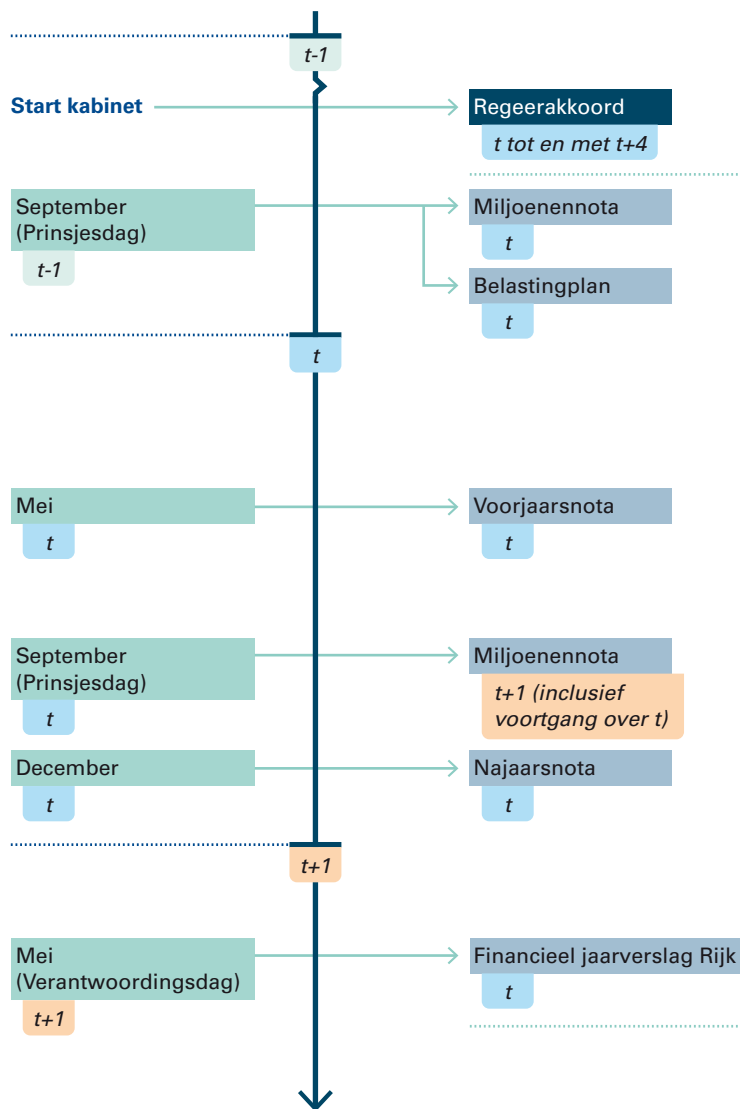 t-1
Start kabinet
Regeerakkoord
t tot en met t+4
September
(Prinsjesdag)
t-1
Miljoenennota
t
Belastingplan
t
t
Mei
t
Voorjaarsnota
t
September
(Prinsjesdag)
t
Miljoenennota
t+1 (inclusief
voortgang over t)
December
t
Najaarsnota
t
t+1
Mei
(Verantwoordingsdag)
t+1
Financieel jaarverslag Rijk
t